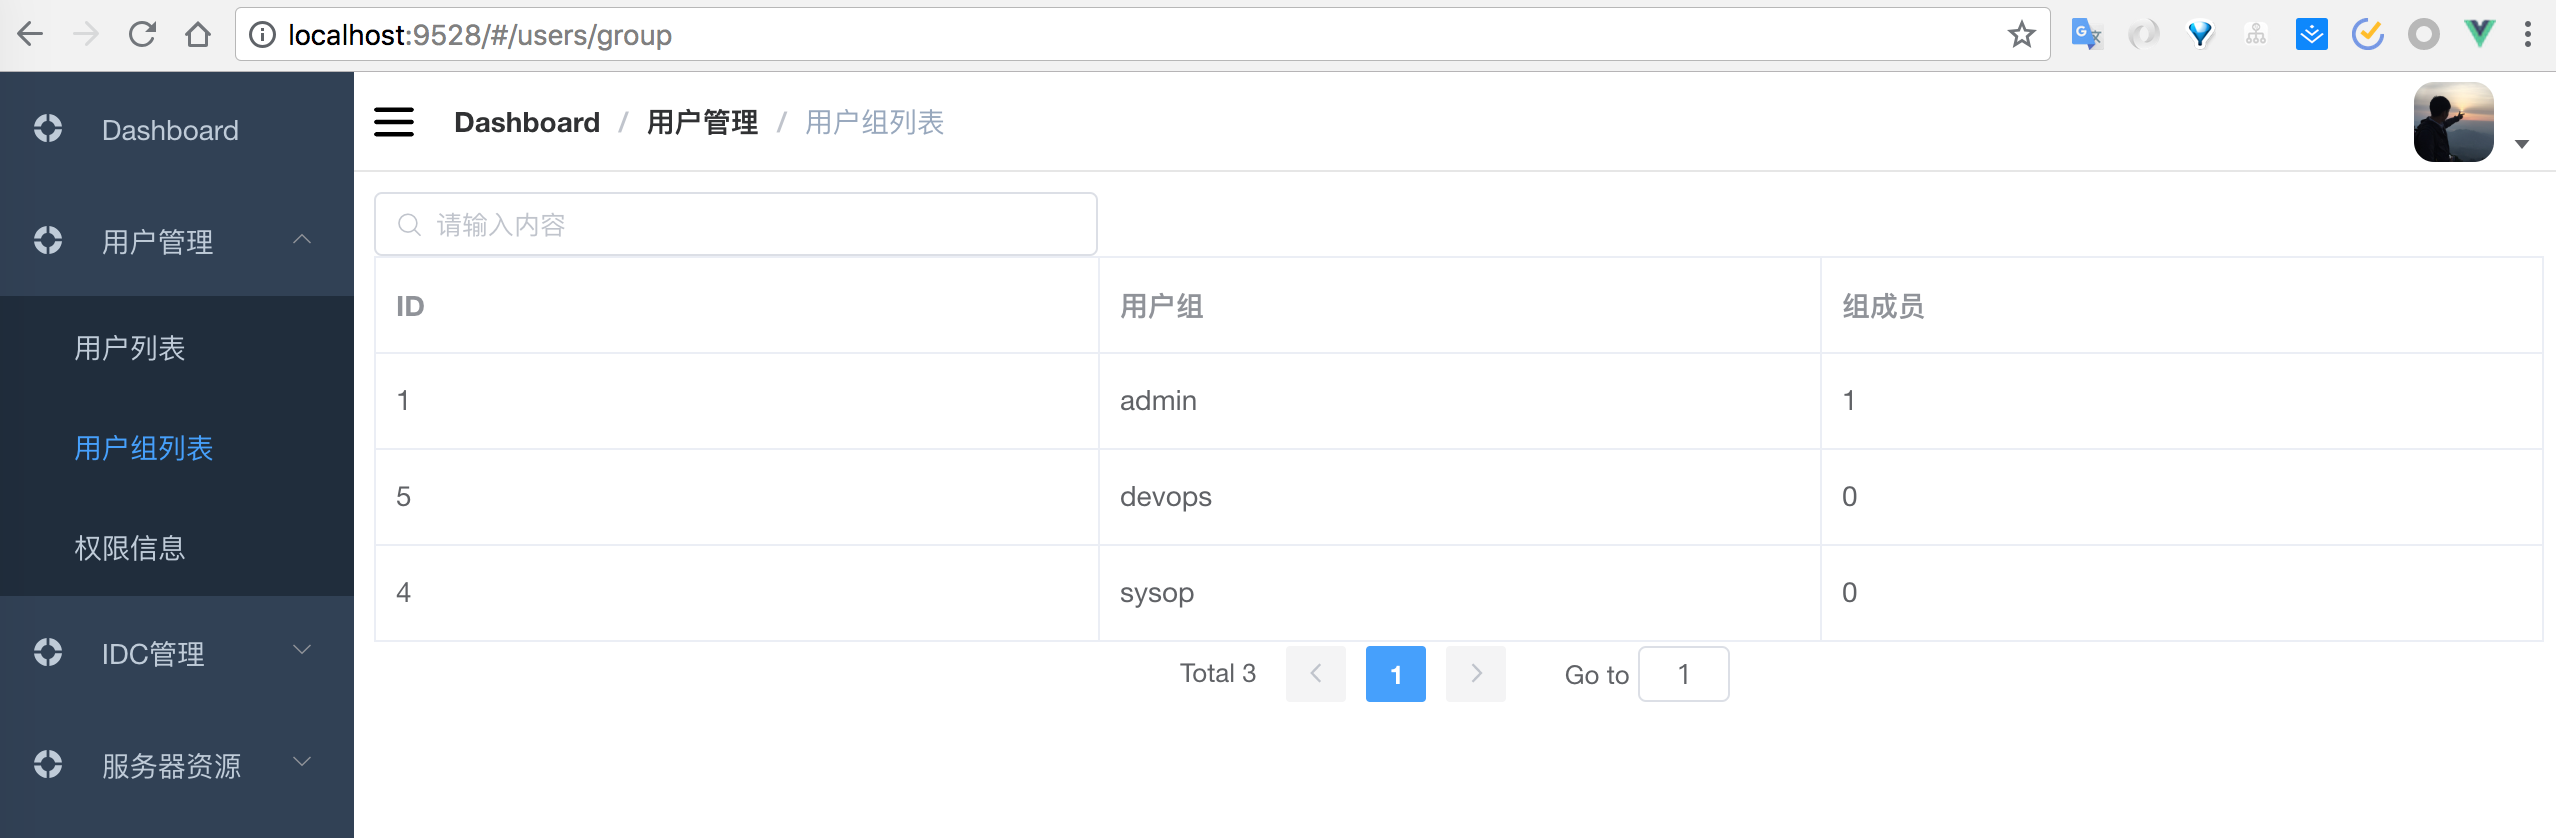 localhost:9528/#/users/group
Dashboard
用户管理
用户列表
用户组列表
权限信息
IDC管理
服务器资源
Dashboard / 用户管理 / 用户组列表
请输入内容
ID 用户组 组成员
1 admin 1
5 devops 0
4 sysop 0
Total 3 1 Go to 1